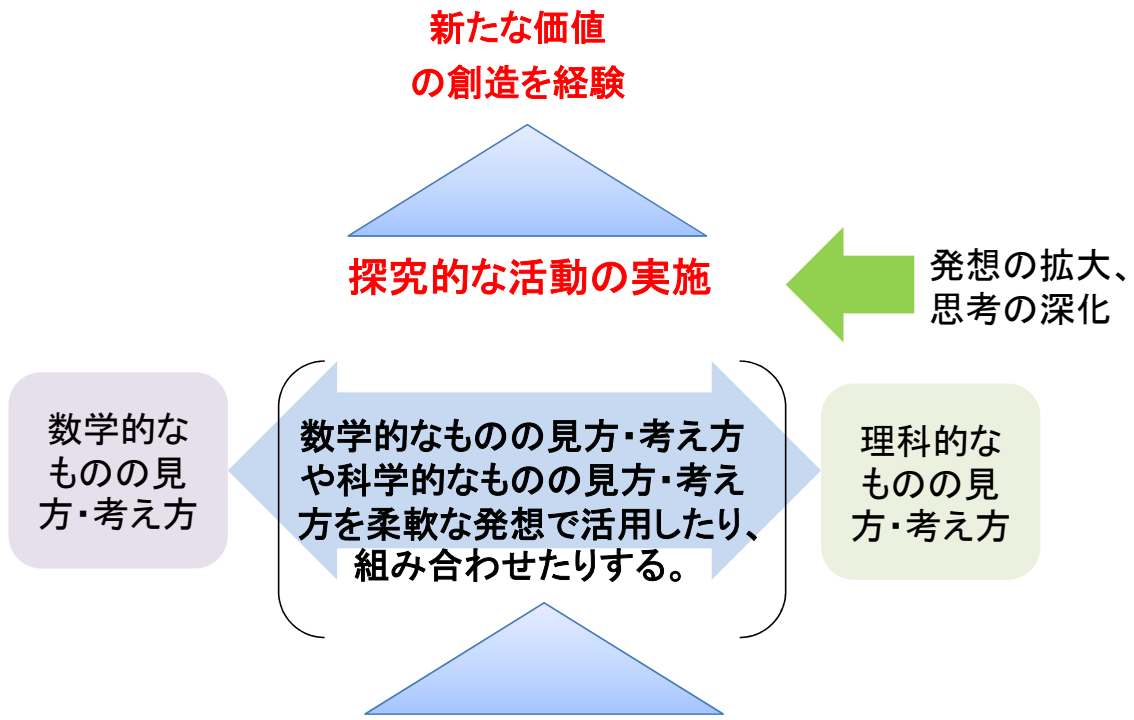 新たな価値
の創造を経験
探究的な活動の実施
発想の拡大、
思考の深化
数学的な
ものの見
方・考え方
数学的なものの見方・考え方
や科学的なものの見方・考え
方を柔軟な発想で活用したり、
組み合わせたりする。
理科的な
ものの見
方・考え方